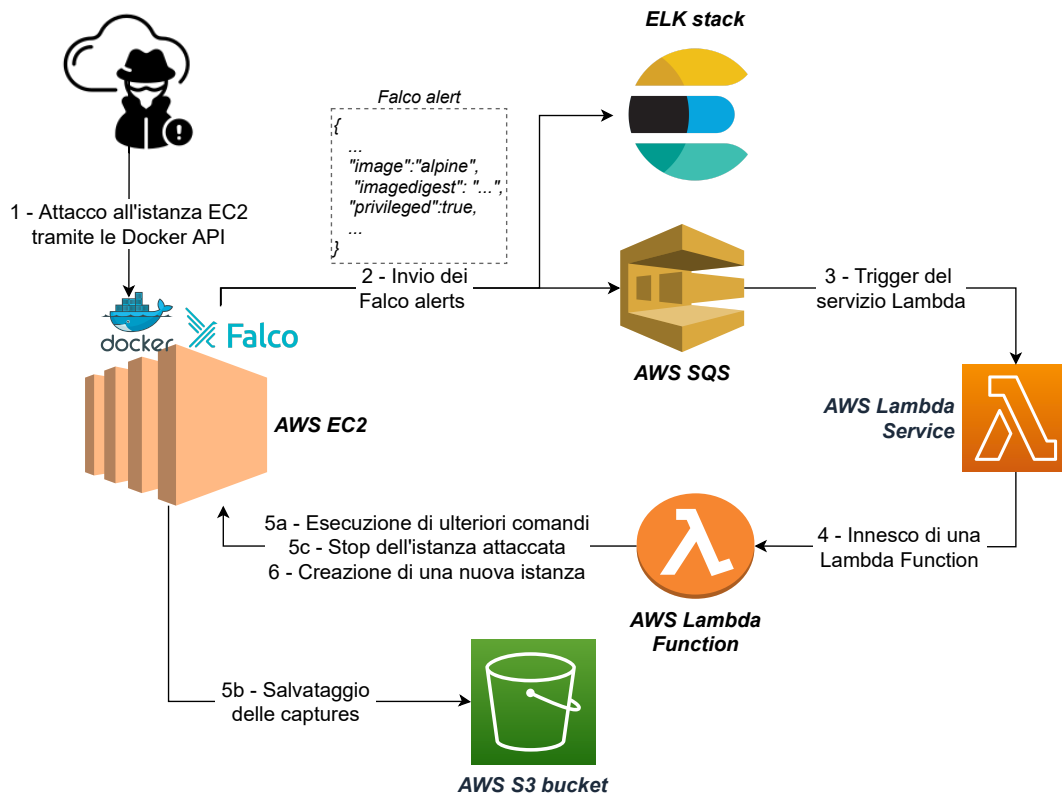 ELK stack
Falco alert
{
...
"image":"alpine",
"imagedigest": "...",
"privileged":true,
...
}
1 - Attacco all'istanza EC2
tramite le Docker API
2 - Invio dei
Falco alerts
3 - Trigger del
servizio Lambda
docker
Falco
AWS SQS
AWS EC2
AWS Lambda
Service
5a - Esecuzione di ulteriori comandi
5c - Stop dell'istanza attaccata
6 - Creazione di una nuova istanza
4 - Innesco di una
Lambda Function
AWS Lambda
Function
5b - Salvataggio
delle captures
AWS S3 bucket